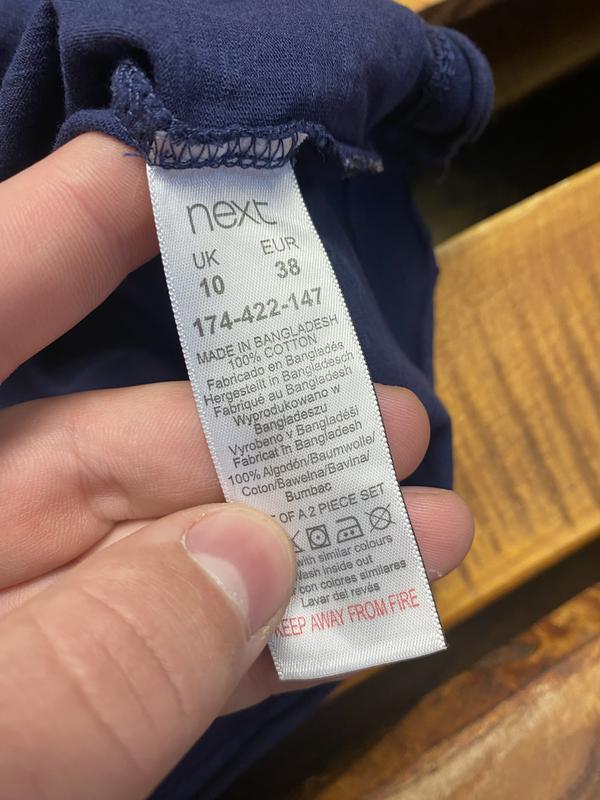 next
UK EUR
10 38
174-422-147
MADE IN BANGLADESH
100% COTTON
Fabricado en Bangladés
Hergestellt in Bangladesch
Fabriqué au Bangladesh
Wyprodukowano w
Bangladeszu
Vyrobeno v Bangladéši
Fabricat în Bangladesh
100% Algodón/Baumwolle/
Coton/Bawełna/Bavlna/
Bumbac
OF A 2 PIECE SET
with similar colours
Wash inside out
con colores similares
Lavar del revés
KEEP AWAY FROM FIRE